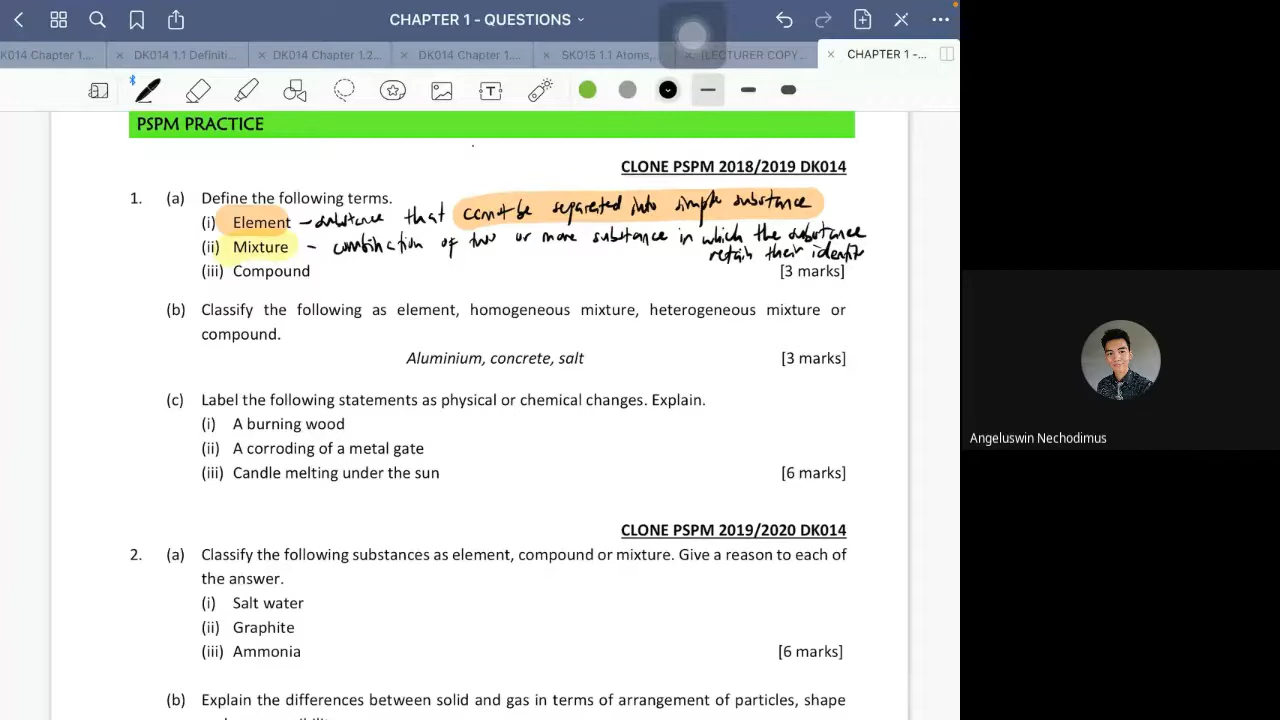 CHAPTER 1 - QUESTIONS
K014 Chapter 1....
DK014 1.1 Definiti...
DK014 Chapter 1.2...
DK014 Chapter 1....
SK015 1.1 Atoms,...
[LECTURER COPY...
CHAPTER 1 -...
PSPM PRACTICE
CLONE PSPM 2018/2019 DK014
1. (a) Define the following terms.
(i) Element - substance that cannot be separated into simple substance
(ii) Mixture - combination of two or more substance in which the substance
retain their identity
(iii) Compound [3 marks]
(b) Classify the following as element, homogeneous mixture, heterogeneous mixture or
compound.
Aluminium, concrete, salt [3 marks]
(c) Label the following statements as physical or chemical changes. Explain.
(i) A burning wood
(ii) A corroding of a metal gate
(iii) Candle melting under the sun [6 marks]
CLONE PSPM 2019/2020 DK014
2. (a) Classify the following substances as element, compound or mixture. Give a reason to each of
the answer.
(i) Salt water
(ii) Graphite
(iii) Ammonia [6 marks]
(b) Explain the differences between solid and gas in terms of arrangement of particles, shape
Angeluswin Nechodimus